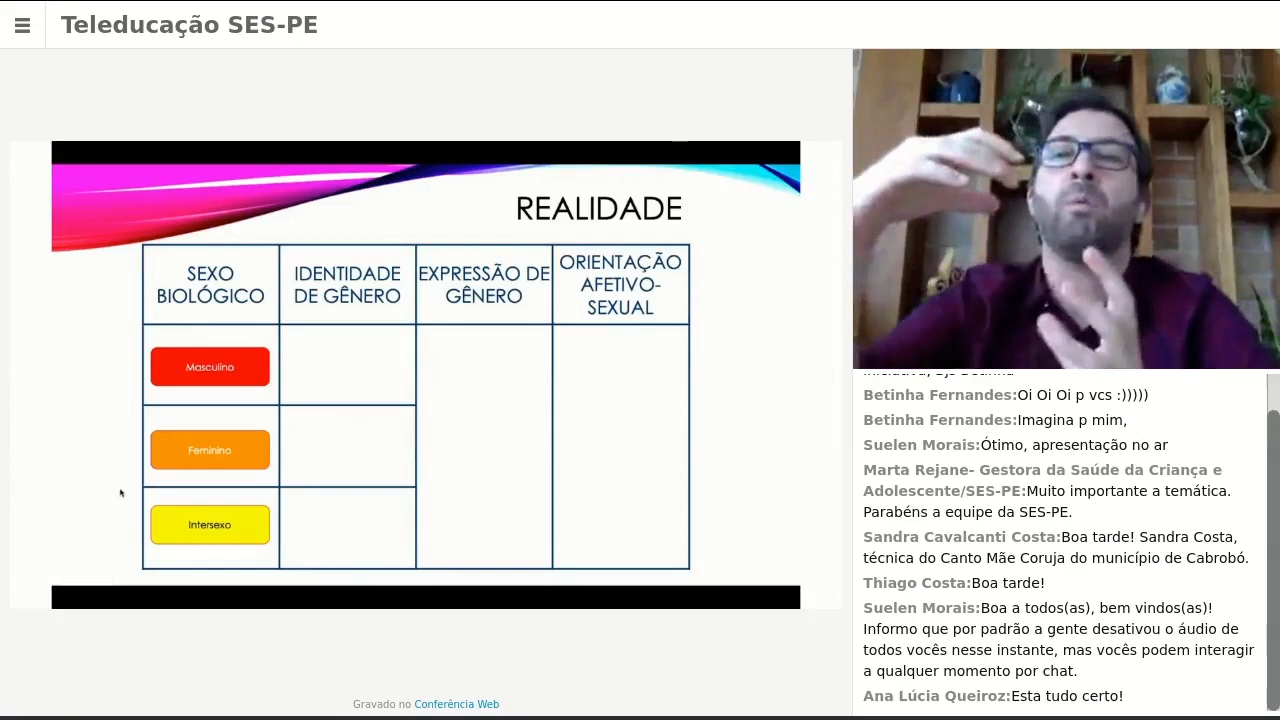 Teleducação SES-PE
REALIDADE
SEXO
BIOLÓGICO
IDENTIDADE
DE GÊNERO
EXPRESSÃO DE
GÊNERO
ORIENTAÇÃO
AFETIVO-
SEXUAL
Masculino
Feminino
Intersexo
Gravado no Conferência Web
Betinha Fernandes:Oi Oi Oi p vcs :)))))
Betinha Fernandes:Imagina p mim,
Suelen Morais:Ótimo, apresentação no ar
Marta Rejane- Gestora da Saúde da Criança e
Adolescente/SES-PE:Muito importante a temática.
Parabéns a equipe da SES-PE.
Sandra Cavalcanti Costa:Boa tarde! Sandra Costa,
técnica do Canto Mãe Coruja do município de Cabrobó.
Thiago Costa:Boa tarde!
Suelen Morais:Boa a todos(as), bem vindos(as)!
Informo que por padrão a gente desativou o áudio de
todos vocês nesse instante, mas vocês podem interagir
a qualquer momento por chat.
Ana Lúcia Queiroz:Esta tudo certo!